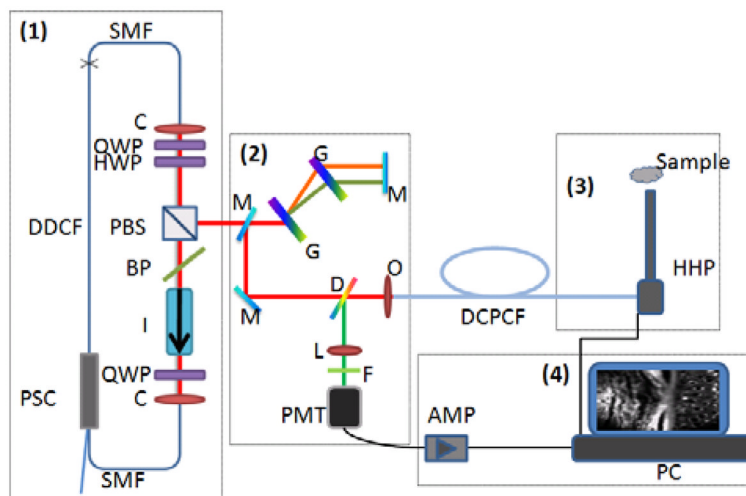 (1)
SMF
C
QWP
HWP
DDCF
PBS
BP
I
QWP
C
PSC
SMF
(2)
G
M
M
G
D
O
M
L
F
PMT
DCPCF
(3)
Sample
HHP
(4)
AMP
PC